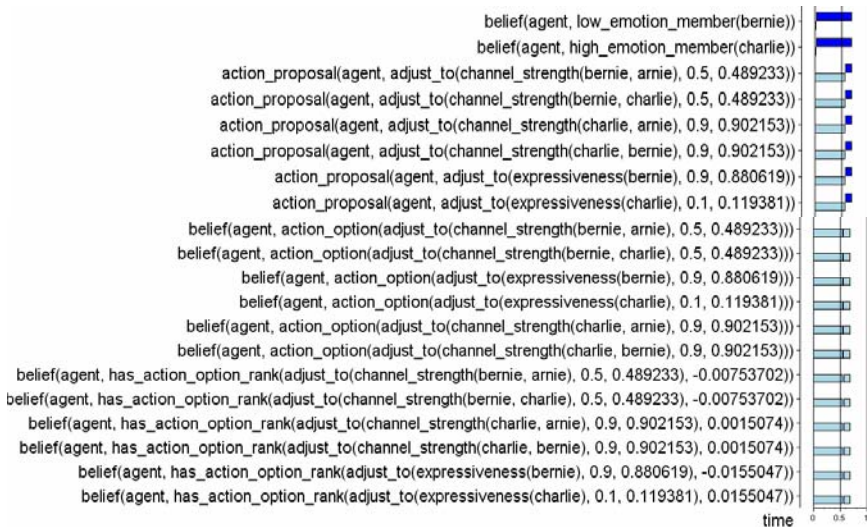 belief(agent, low_emotion_member(bernie))
belief(agent, high_emotion_member(charlie))
action_proposal(agent, adjust_to(channel_strength(bernie, arnie), 0.5, 0.489233))
action_proposal(agent, adjust_to(channel_strength(bernie, charlie), 0.5, 0.489233))
action_proposal(agent, adjust_to(channel_strength(charlie, arnie), 0.9, 0.902153))
action_proposal(agent, adjust_to(channel_strength(charlie, bernie), 0.9, 0.902153))
action_proposal(agent, adjust_to(expressiveness(bernie), 0.9, 0.880619))
action_proposal(agent, adjust_to(expressiveness(charlie), 0.1, 0.119381))
belief(agent, action_option(adjust_to(channel_strength(bernie, arnie), 0.5, 0.489233)))
belief(agent, action_option(adjust_to(channel_strength(bernie, charlie), 0.5, 0.489233)))
belief(agent, action_option(adjust_to(expressiveness(bernie), 0.9, 0.880619)))
belief(agent, action_option(adjust_to(expressiveness(charlie), 0.1, 0.119381)))
belief(agent, action_option(adjust_to(channel_strength(charlie, arnie), 0.9, 0.902153)))
belief(agent, action_option(adjust_to(channel_strength(charlie, bernie), 0.9, 0.902153)))
belief(agent, has_action_option_rank(adjust_to(channel_strength(bernie, arnie), 0.5, 0.489233), -0.00753702))
belief(agent, has_action_option_rank(adjust_to(channel_strength(bernie, charlie), 0.5, 0.489233), -0.00753702))
belief(agent, has_action_option_rank(adjust_to(channel_strength(charlie, arnie), 0.9, 0.902153), 0.0015074))
belief(agent, has_action_option_rank(adjust_to(channel_strength(charlie, bernie), 0.9, 0.902153), 0.0015074))
belief(agent, has_action_option_rank(adjust_to(expressiveness(bernie), 0.9, 0.880619), -0.0155047))
belief(agent, has_action_option_rank(adjust_to(expressiveness(charlie), 0.1, 0.119381), 0.0155047))
time 0 0.5 1